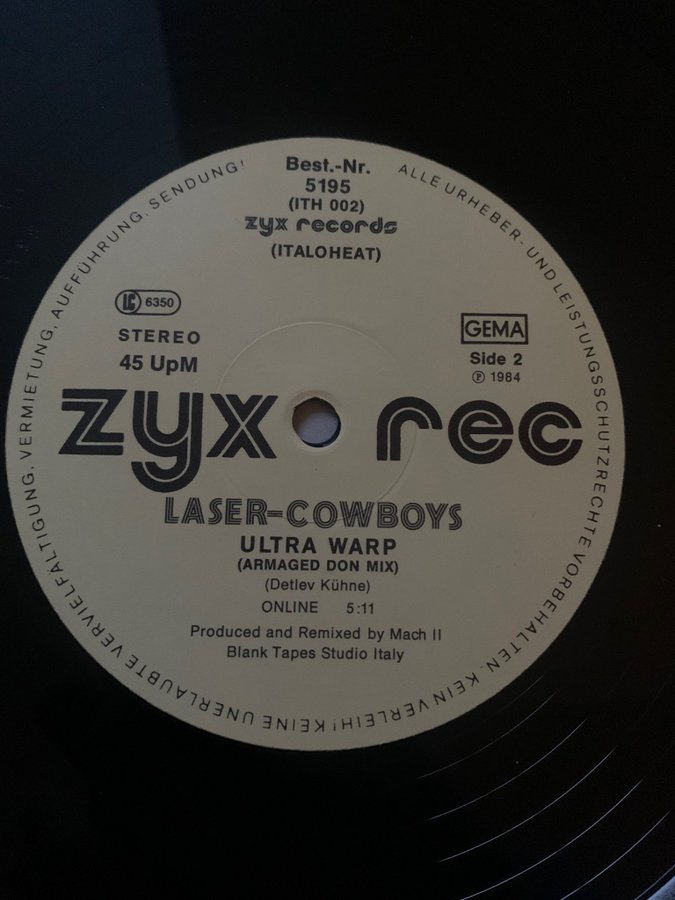 Best.-Nr.
5195
(ITH 002)
zyx records
(ITALOHEAT)
LC 6350
STEREO
45 UpM
GEMA
Side 2
Ⓟ 1984
zyx rec
LASER-COWBOYS
ULTRA WARP
(ARMAGED DON MIX)
(Detlev Kühne)
ONLINE 5:11
Produced and Remixed by Mach II
Blank Tapes Studio Italy
ALLE URHEBER- UND LEISTUNGSSCHUTZRECHTE VORBEHALTEN. KEIN VERLEIH! KEINE UNERLAUBTE VERVIELFÄLTIGUNG, VERMIETUNG, AUFFÜHRUNG, SENDUNG!